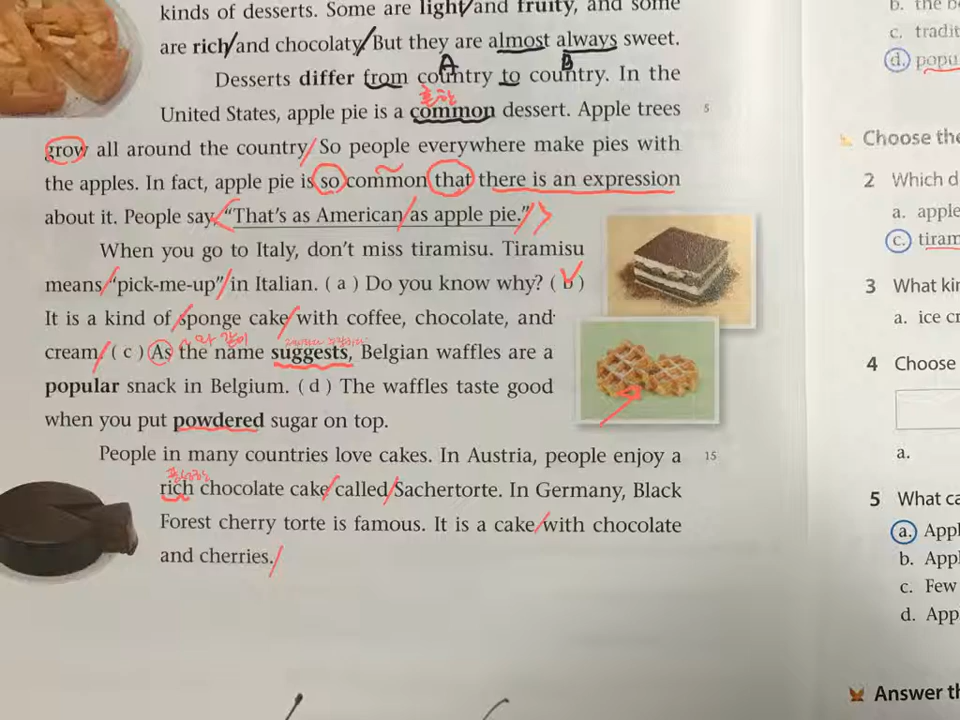 kinds of desserts. Some are light and fruity, and some
are rich and chocolaty. But they are almost always sweet.
A B
Desserts differ from country to country. In the
흔한
United States, apple pie is a common dessert. Apple trees 5
grow all around the country. So people everywhere make pies with
the apples. In fact, apple pie is so common that there is an expression
about it. People say, “That’s as American as apple pie.”
When you go to Italy, don’t miss tiramisu. Tiramisu
means “pick-me-up” in Italian. ( a ) Do you know why? ( b )
It is a kind of sponge cake with coffee, chocolate, and
cream. ( c ) As the name suggests, Belgian waffles are a
popular snack in Belgium. ( d ) The waffles taste good
when you put powdered sugar on top.
People in many countries love cakes. In Austria, people enjoy a 15
rich chocolate cake called Sachertorte. In Germany, Black
Forest cherry torte is famous. It is a cake with chocolate
and cherries.
b. the
c.
d.
Choose the
2 Which
a. apple
c. tiram
3 What
a. ice
4 Choose
a.
5 What
a. Appl
b. Appl
c. Few
d. App
Answer